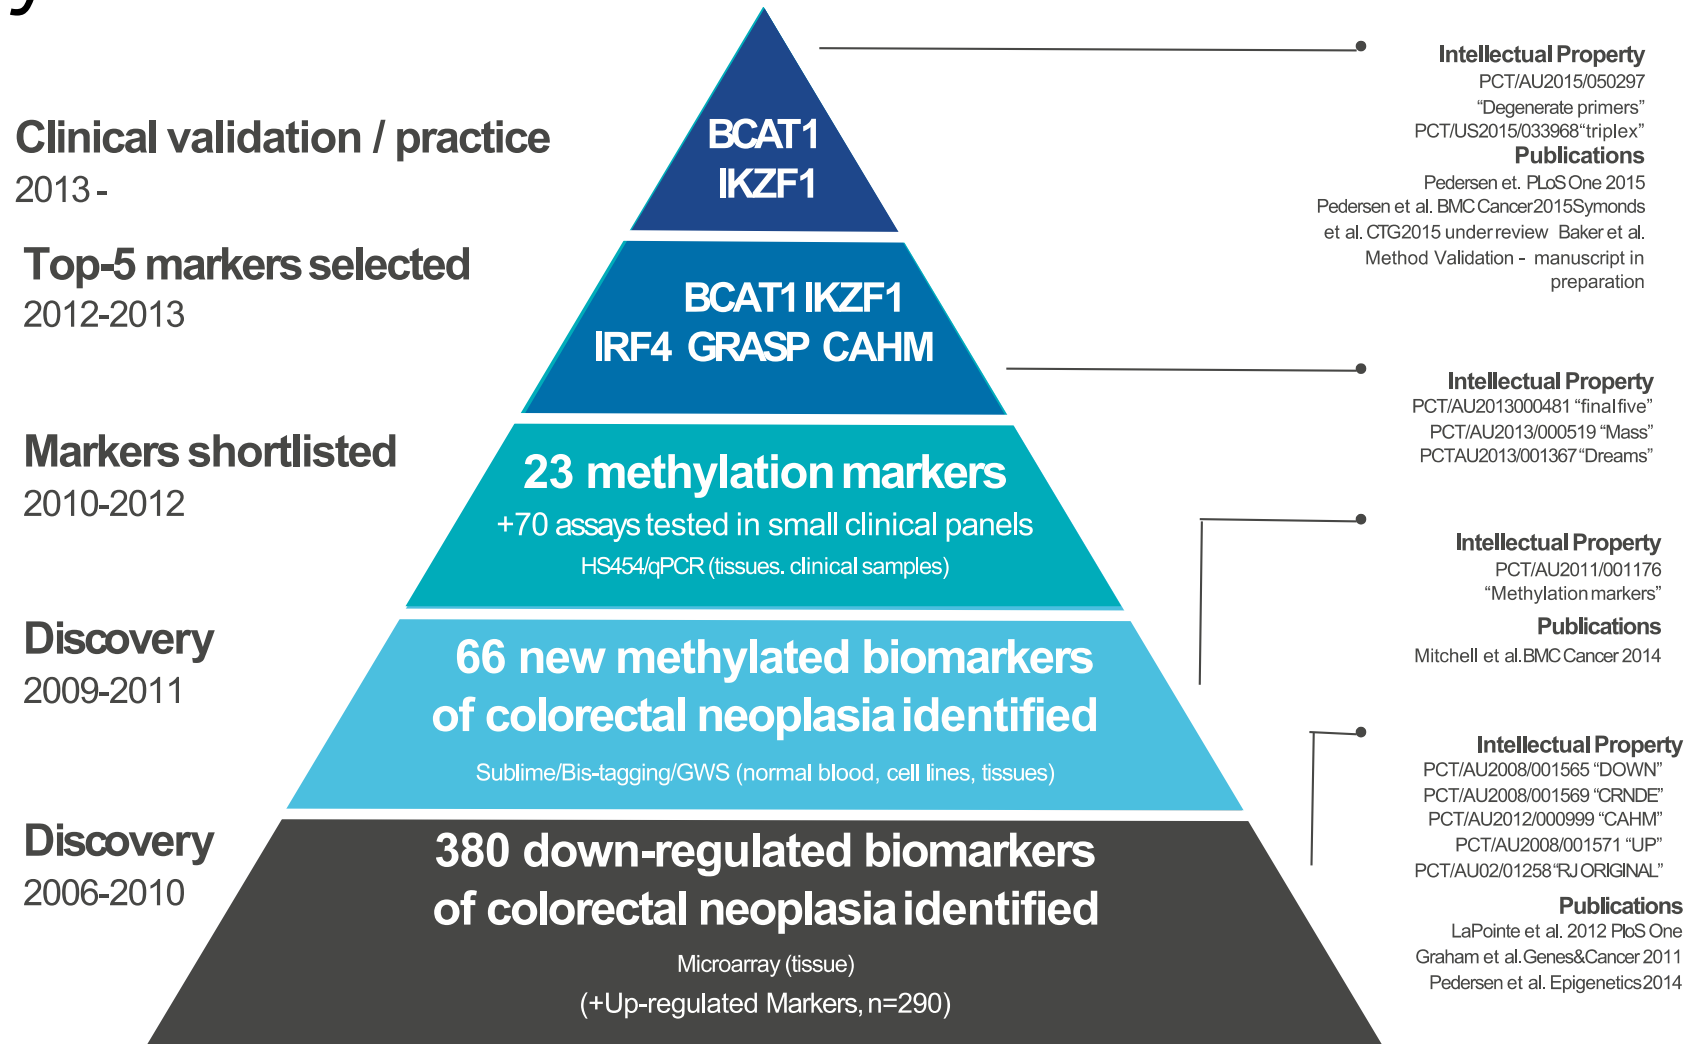 y
Clinical validation / practice
2013 -
Top-5 markers selected
2012-2013
Markers shortlisted
2010-2012
Discovery
2009-2011
Discovery
2006-2010
BCAT1
IKZF1
BCAT1 IKZF1
IRF4 GRASP CAHM
23 methylation markers
+70 assays tested in small clinical panels
HS454/qPCR (tissues. clinical samples)
66 new methylated biomarkers
of colorectal neoplasia identified
Sublime/Bis-tagging/GWS (normal blood, cell lines, tissues)
380 down-regulated biomarkers
of colorectal neoplasia identified
Microarray (tissue)
(+Up-regulated Markers, n=290)
Intellectual Property
PCT/AU2015/050297
“Degenerate primers”
PCT/US2015/033968 “triplex”
Publications
Pedersen et. PLoS One 2015
Pedersen et al. BMC Cancer2015Symonds
et al. CTG2015 under review Baker et al.
Method Validation - manuscript in
preparation
Intellectual Property
PCT/AU2013000481 “final five”
PCT/AU2013/000519 “Mass”
PCTAU2013/001367 “Dreams”
Intellectual Property
PCT/AU2011/001176
“Methylation markers”
Publications
Mitchell et al. BMC Cancer 2014
Intellectual Property
PCT/AU2008/001565 “DOWN”
PCT/AU2008/001569 “CRNDE”
PCT/AU2012/000999 “CAHM”
PCT/AU2008/001571 “UP”
PCT/AU02/01258 “RJ ORIGINAL”
Publications
LaPointe et al. 2012 PloS One
Graham et al. Genes&Cancer 2011
Pedersen et al. Epigenetics 2014